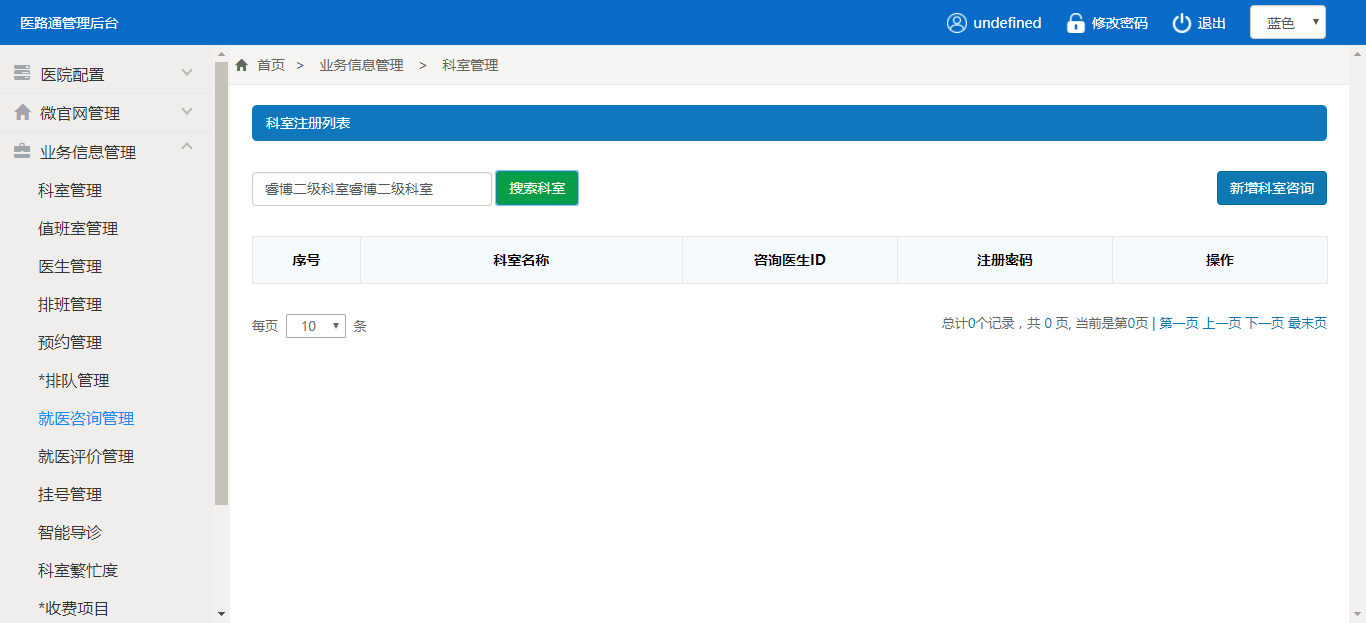 医路通管理后台
undefined 修改密码 退出 蓝色
医院配置
微官网管理
业务信息管理
科室管理
值班室管理
医生管理
排班管理
预约管理
*排队管理
就医咨询管理
就医评价管理
挂号管理
智能导诊
科室繁忙度
*收费项目
首页 > 业务信息管理 > 科室管理
科室注册列表
睿博二级科室睿博二级科室 搜索科室 新增科室咨询
序号 科室名称 咨询医生ID 注册密码 操作
每页 10 条 总计0个记录，共 0 页, 当前是第0页 | 第一页 上一页 下一页 最末页